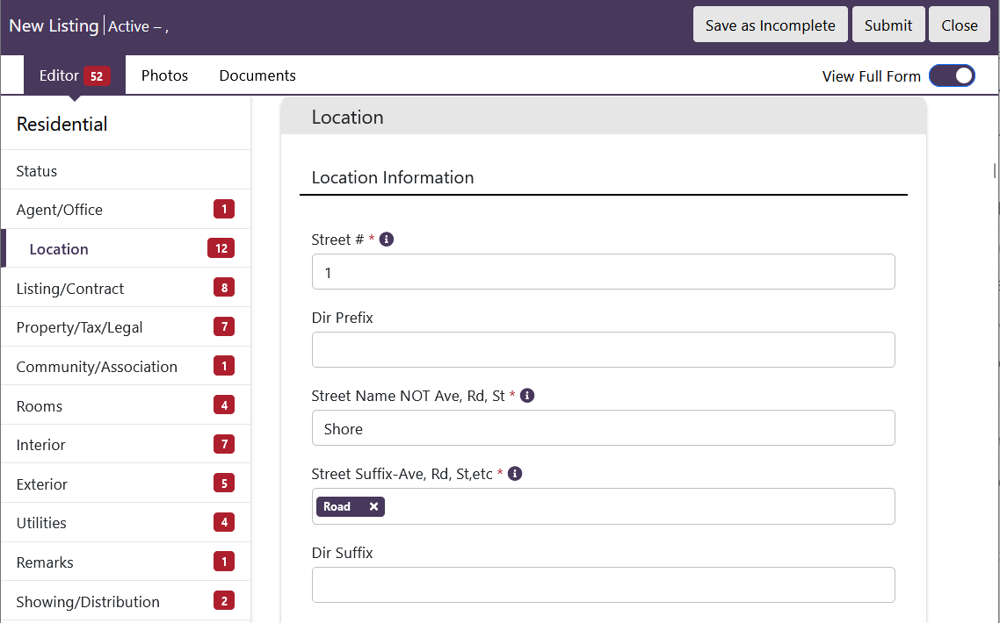 New Listing Active – , Save as Incomplete Submit Close
Editor 52 Photos Documents View Full Form
Residential
Status
Agent/Office 1
Location 12
Listing/Contract 8
Property/Tax/Legal 7
Community/Association 1
Rooms 4
Interior 7
Exterior 5
Utilities 4
Remarks 1
Showing/Distribution 2
Location
Location Information
Street # *
1
Dir Prefix
Street Name NOT Ave, Rd, St *
Shore
Street Suffix-Ave, Rd, St,etc *
Road
Dir Suffix